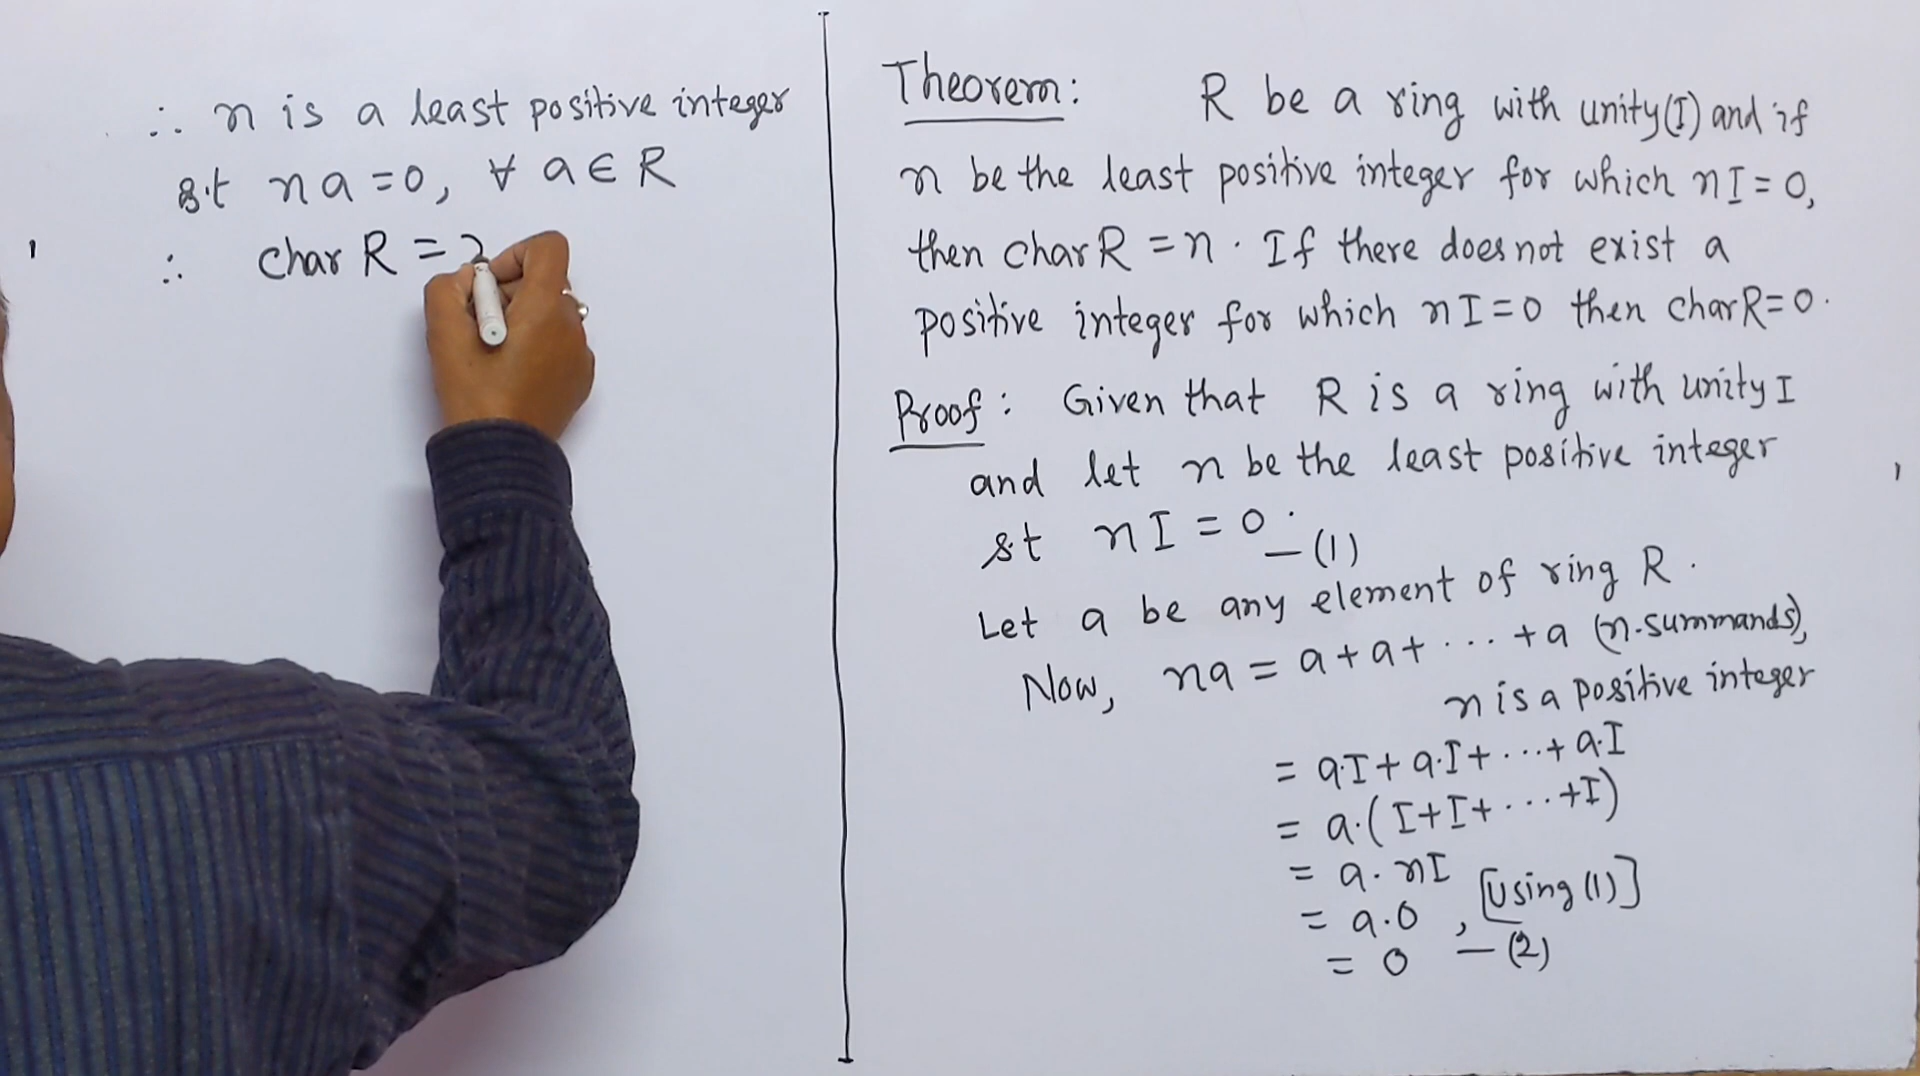 ∴ n is a least positive integer
s.t na = 0, ∀ a ∈ R
∴ char R =
Theorem: R be a ring with unity(I) and if
n be the least positive integer for which nI = 0,
then char R = n. If there does not exist a
positive integer for which nI = 0 then char R = 0.
Proof: Given that R is a ring with unity I
and let n be the least positive integer
s.t nI = 0. — (1)
Let a be any element of ring R.
Now, na = a + a + ... + a (n-summands),
n is a positive integer
= a.I + a.I + ... + a.I
= a.(I+I+ ... +I)
= a. nI
= a.0 , [using (1)]
= 0 — (2)